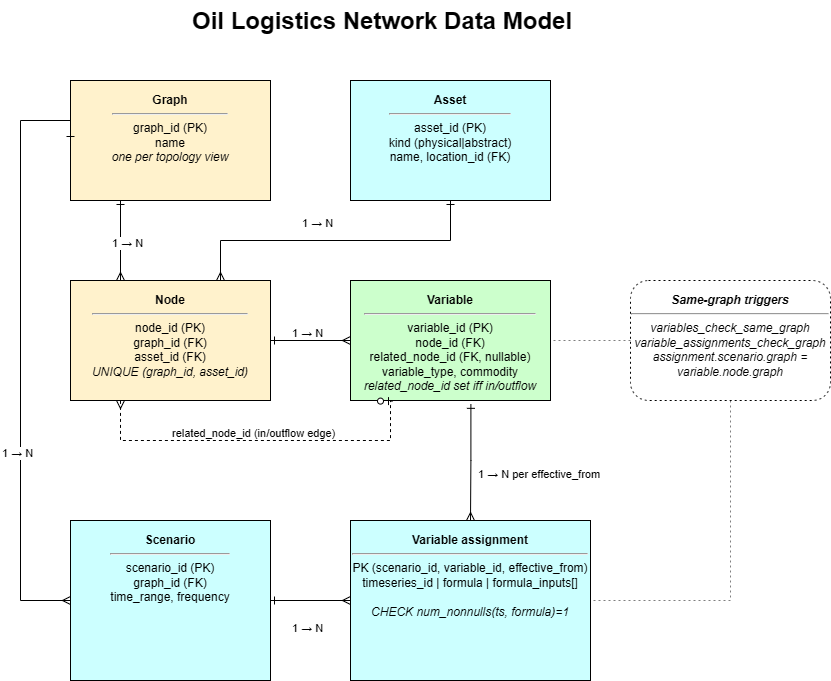 Oil Logistics Network Data Model
Graph
graph_id (PK)
name
one per topology view
Asset
asset_id (PK)
kind (physical|abstract)
name, location_id (FK)
1 → N
1 → N
Node
node_id (PK)
graph_id (FK)
asset_id (FK)
UNIQUE (graph_id, asset_id)
1 → N
Variable
variable_id (PK)
node_id (FK)
related_node_id (FK, nullable)
variable_type, commodity
related_node_id set iff in/outflow
Same-graph triggers
variables_check_same_graph
variable_assignments_check_graph
assignment.scenario.graph =
variable.node.graph
related_node_id (in/outflow edge)
1 → N
1 → N per effective_from
Scenario
scenario_id (PK)
graph_id (FK)
time_range, frequency
1 → N
Variable assignment
PK (scenario_id, variable_id, effective_from)
timeseries_id | formula | formula_inputs[]
CHECK num_nonnulls(ts, formula)=1